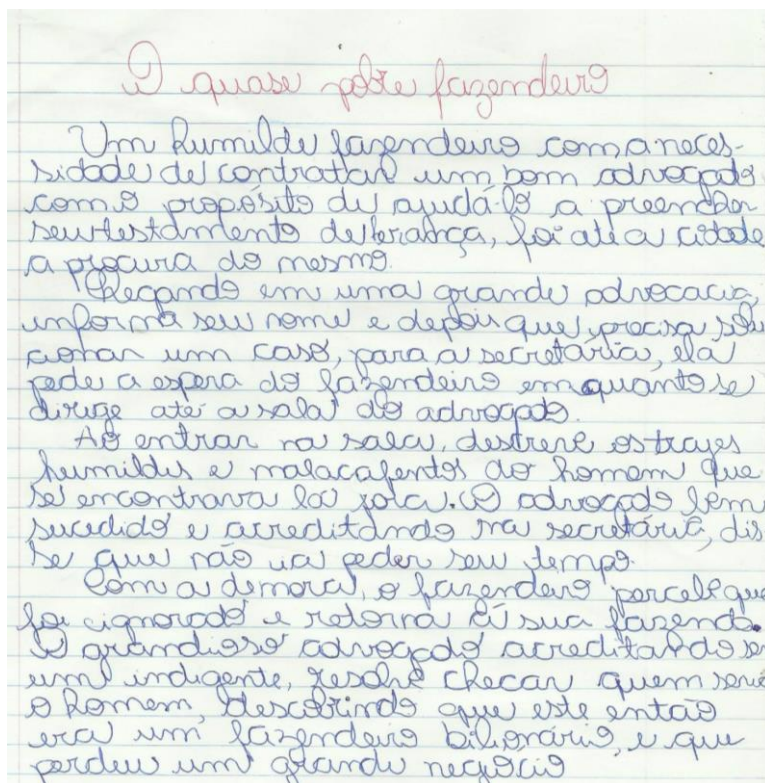 O quase pobre fazendeiro
Um humilde fazendeiro com a neces-
sidade de contratar um bom advogado
com o propósito de ajudá-lo a preencher
seu testamento de herança, foi até a cidade
a procura do mesmo.
Chegando em uma grande advocacia,
informa seu nome e depois que precisa solu
cionar um caso, para a secretária, ela
pede a espera do fazendeiro em quanto se
dirige até a sala do advogado.
Ao entrar na sala, descreve os trajes
humildes e malacafentos do homem que
se encontrava lá fora. O advogado bem
sucedido e acreditando na secretária, dis
se que não ia peder seu tempo.
Com a demora, o fazendeiro percebe que
foi ignorado e retorna à sua fazenda.
O grandioso advogado acreditando ser
um indigente, resolve checar quem seria
o homem, descobrindo que este então
era um fazendeiro bilionário, e que
perdeu um grande negócio